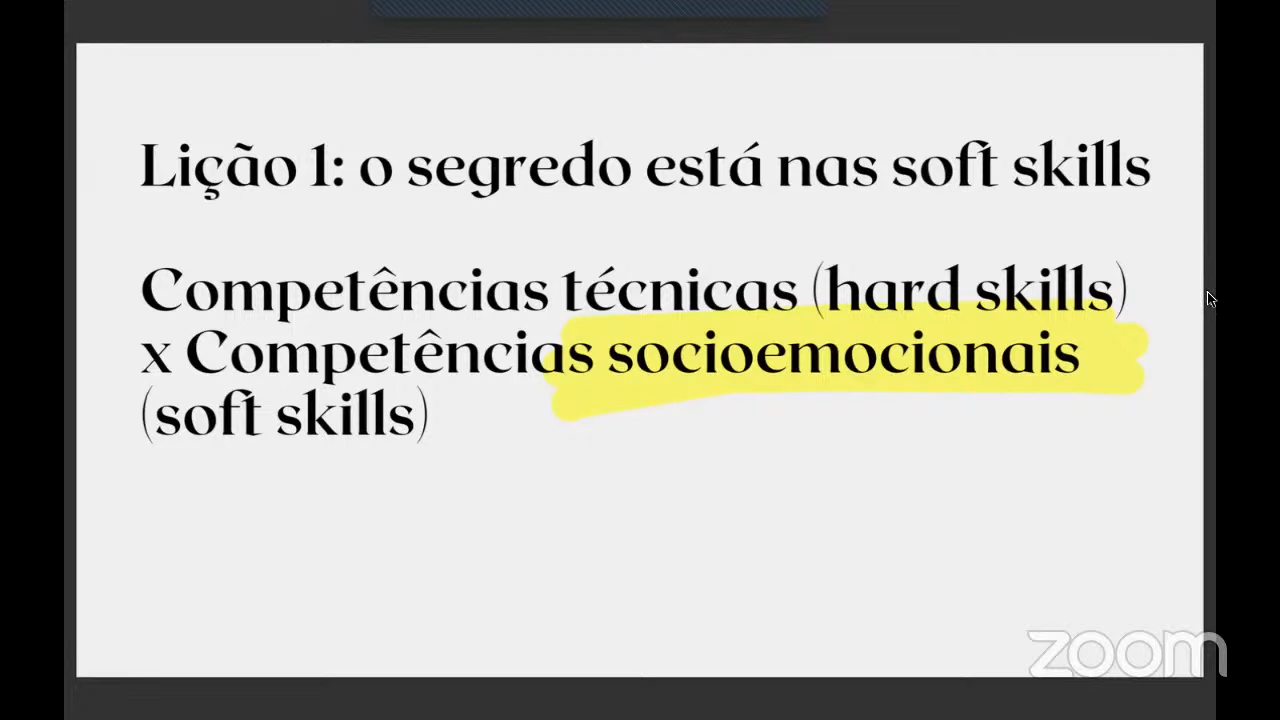 Lição 1: o segredo está nas soft skills
Competências técnicas (hard skills)
x Competências socioemocionais
(soft skills)
zoom